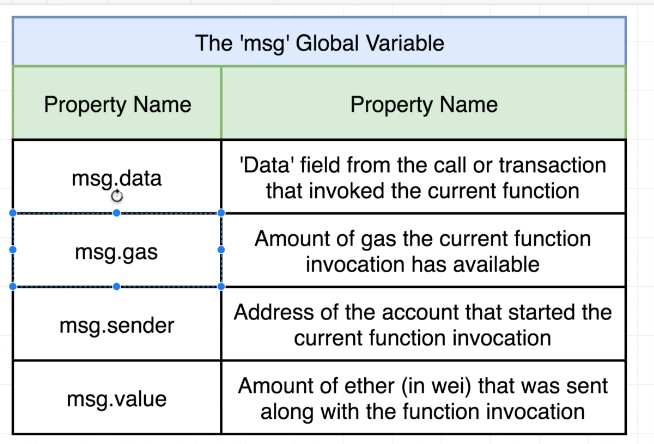 The 'msg' Global Variable
Property Name
Property Name
msg.data
'Data' field from the call or transaction
that invoked the current function
msg.gas
Amount of gas the current function
invocation has available
msg.sender
Address of the account that started the
current function invocation
msg.value
Amount of ether (in wei) that was sent
along with the function invocation